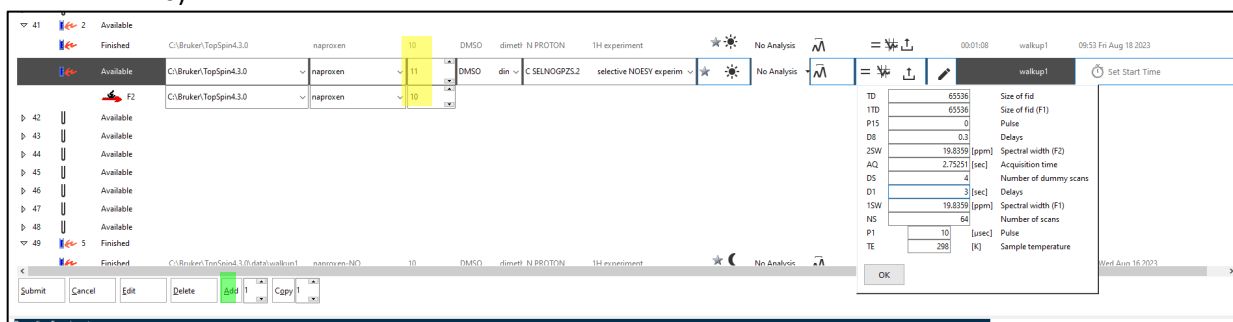 41 2 Available
Finished C:\Bruker\TopSpin4.3.0 naproxen 10 DMSO dimetl N PROTON 1H experiment No Analysis 00:01:08 walkup1 09:53 Fri Aug 18 2023
Available C:\Bruker\TopSpin4.3.0 naproxen 11 DMSO din C SELNOGPZS.2 selective NOESY experim No Analysis walkup1 Set Start Time
F2 C:\Bruker\TopSpin4.3.0 naproxen 10
TD 65536 Size of fid
1TD 65536 Size of fid (F1)
P15 0 Pulse
D8 0.3 Delays
2SW 19.8359 [ppm] Spectral width (F2)
AQ 2.75251 [sec] Acquisition time
DS 4 Number of dummy scans
D1 3 [sec] Delays
1SW 19.8359 [ppm] Spectral width (F1)
NS 64 Number of scans
P1 10 [usec] Pulse
TE 298 [K] Sample temperature
OK
42 Available
43 Available
44 Available
45 Available
46 Available
47 Available
48 Available
49 5 Finished
Finished C:\Bruker\TopSpin4.3.0\data\walkup1 naproxen-NO 10 DMSO dimetl N PROTON 1H experiment No Analysis Wed Aug 16 2023
Submit Cancel Edit Delete Add 1 Copy 1